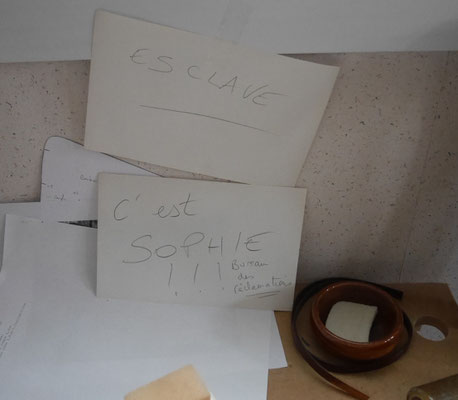 ESCLAVE
C'est
SOPHIE
!!! Bureau
des
réclamations